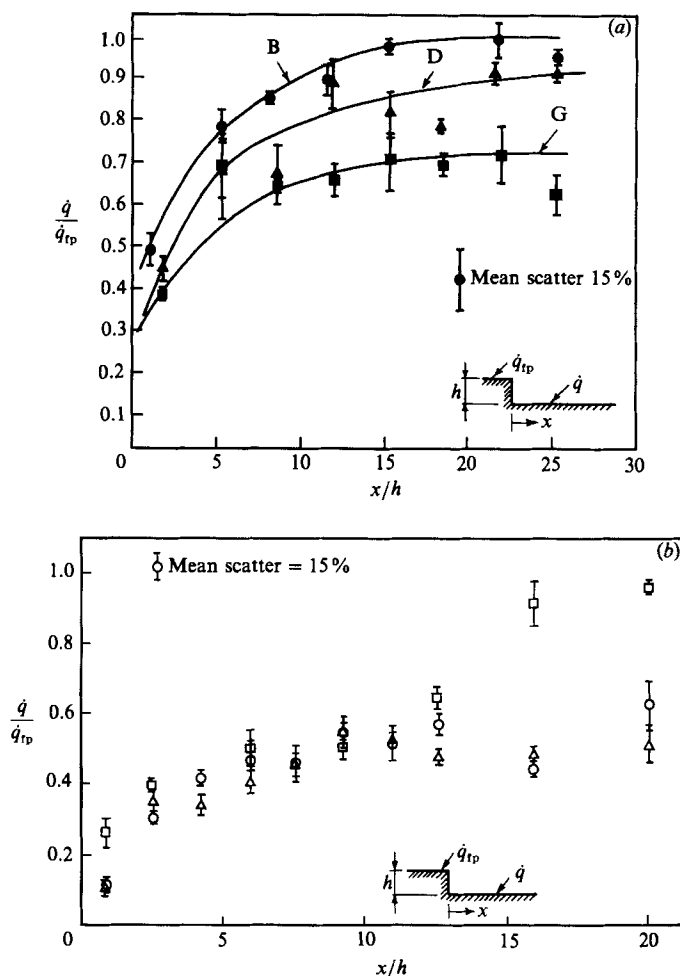 (a)
1.0
0.9
0.8
0.7
0.6
0.5
0.4
0.3
0.2
0.1
q̇
q̇fp
B
D
G
Mean scatter 15%
q̇fp
h
q̇
x
0 5 10 15 20 25 30
x/h
(b)
Mean scatter = 15%
1.0
0.8
0.6
0.4
0.2
q̇
q̇fp
q̇fp
h
q̇
x
0 5 10 15 20
x/h